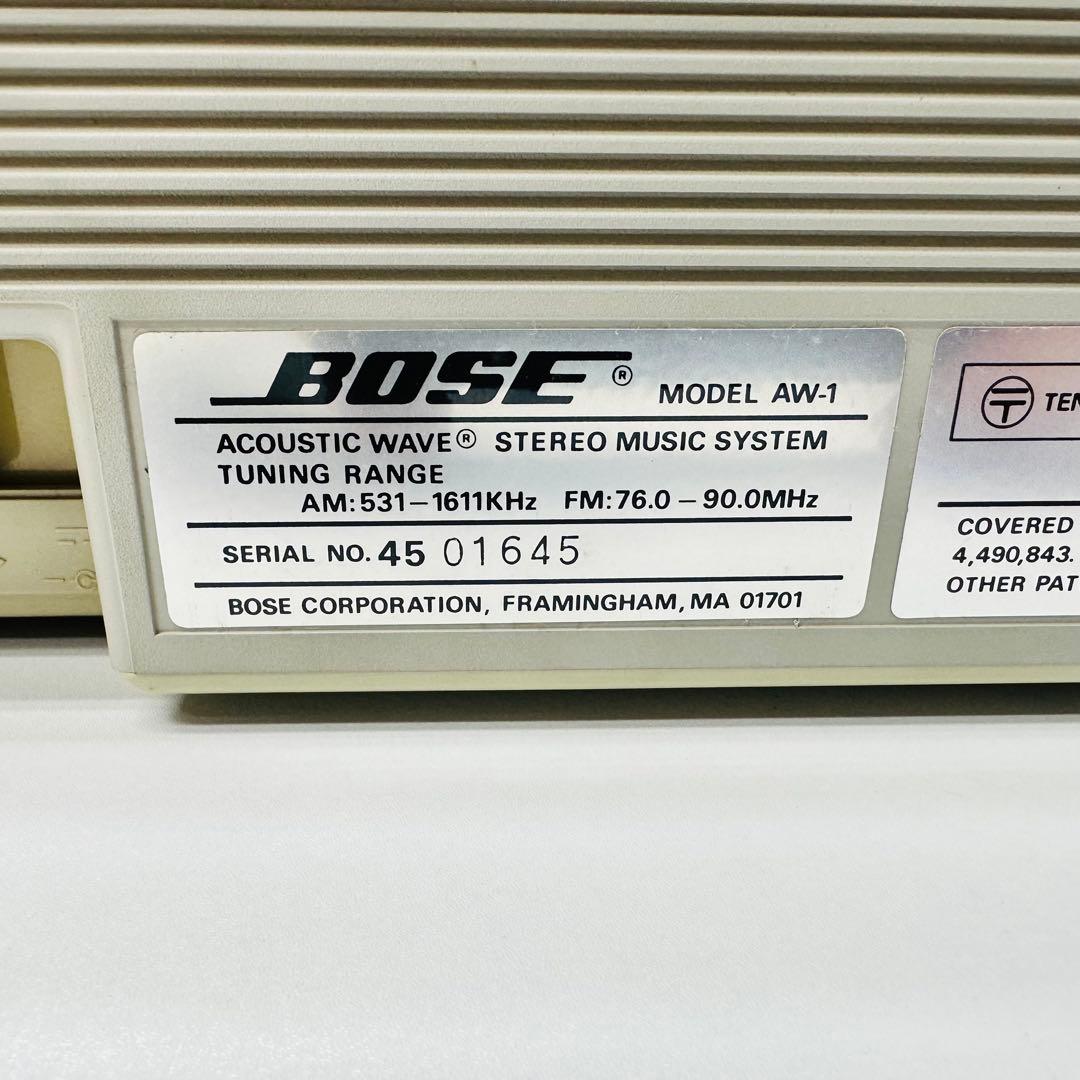 BOSE® MODEL AW-1
ACOUSTIC WAVE® STEREO MUSIC SYSTEM
TUNING RANGE
AM:531–1611KHz FM:76.0–90.0MHz
SERIAL NO. 45 01645
BOSE CORPORATION, FRAMINGHAM, MA 01701
COVERED
4,490,843.
OTHER